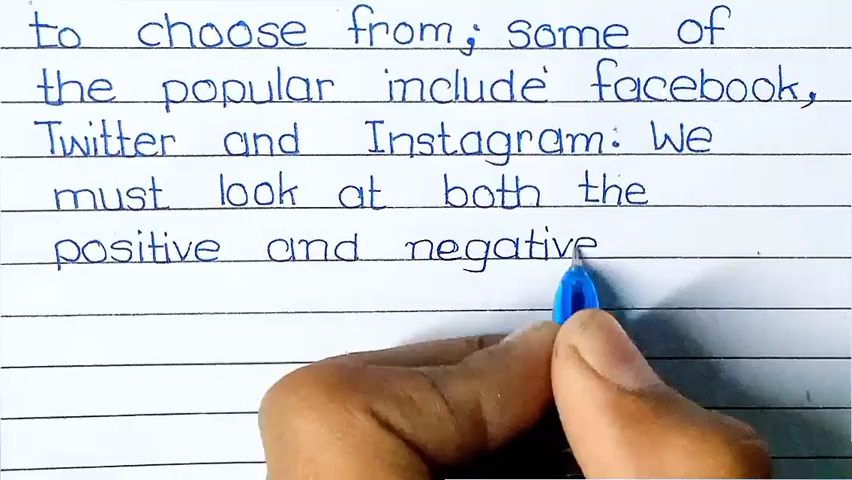 to choose from; some of
the popular include facebook,
Twitter and Instagram. We
must look at both the
positive and negative